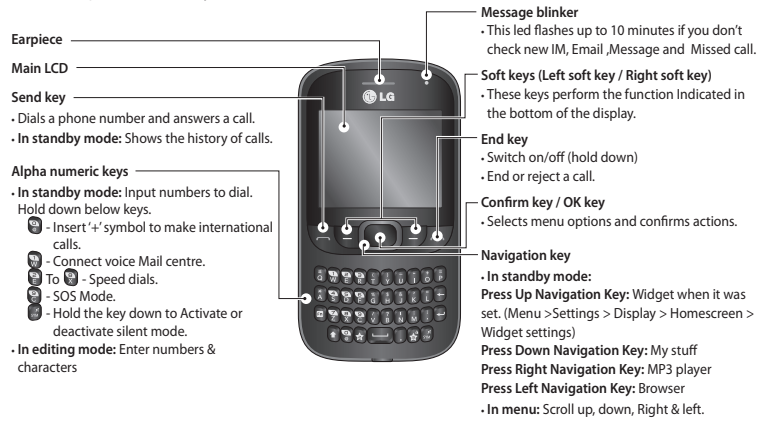 Earpiece
Main LCD
Send key
• Dials a phone number and answers a call.
• In standby mode: Shows the history of calls.
Alpha numeric keys
• In standby mode: Input numbers to dial.
Hold down below keys.
- Insert ‘+’ symbol to make international
calls.
- Connect voice Mail centre.
To - Speed dials.
- SOS Mode.
- Hold the key down to Activate or
deactivate silent mode.
• In editing mode: Enter numbers &
characters
LG
Message blinker
• This led flashes up to 10 minutes if you don’t
check new IM, Email ,Message and Missed call.
Soft keys (Left soft key / Right soft key)
• These keys perform the function Indicated in
the bottom of the display.
End key
• Switch on/off (hold down)
• End or reject a call.
Confirm key / OK key
• Selects menu options and confirms actions.
Navigation key
• In standby mode:
Press Up Navigation Key: Widget when it was
set. (Menu >Settings > Display > Homescreen >
Widget settings)
Press Down Navigation Key: My stuff
Press Right Navigation Key: MP3 player
Press Left Navigation Key: Browser
• In menu: Scroll up, down, Right & left.